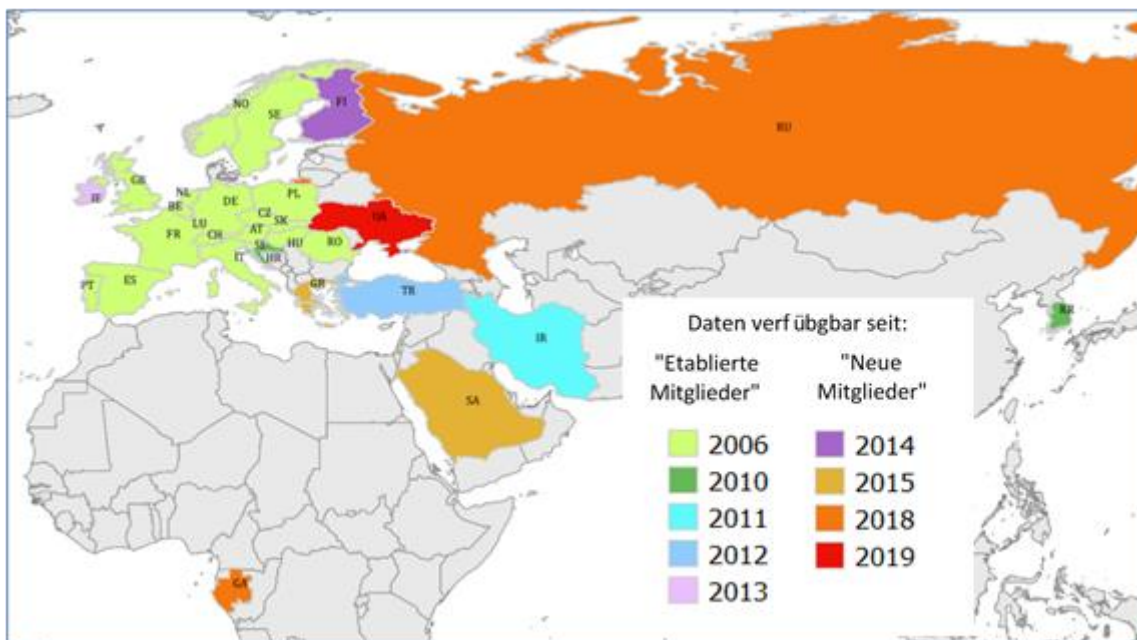 NO
SE
FI
RU
GB
IE
NL
BE
DE
PL
LU
CZ
SK
FR
CH
AT
UA
SI
HU
RO
IT
HR
PT
ES
GR
TR
IR
KR
SA
GA
Daten verf übgbar seit:
"Etablierte
Mitglieder"
2006
2010
2011
2012
2013
"Neue
Mitglieder"
2014
2015
2018
2019